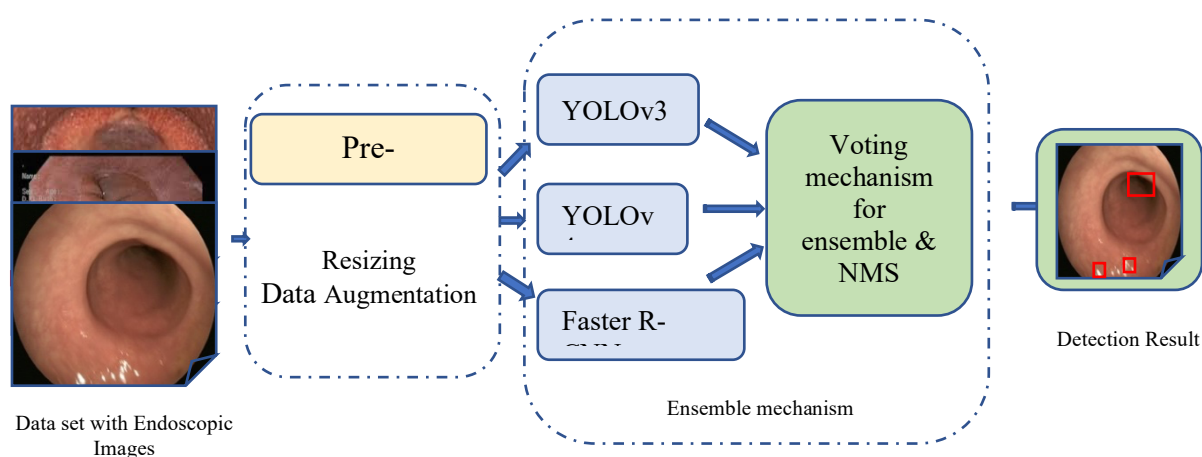 Name:
Data set with Endoscopic
Images
Pre-
Resizing
Data Augmentation
YOLOv3
YOLOv
Faster R-
Voting
mechanism
for
ensemble &
NMS
Ensemble mechanism
Detection Result